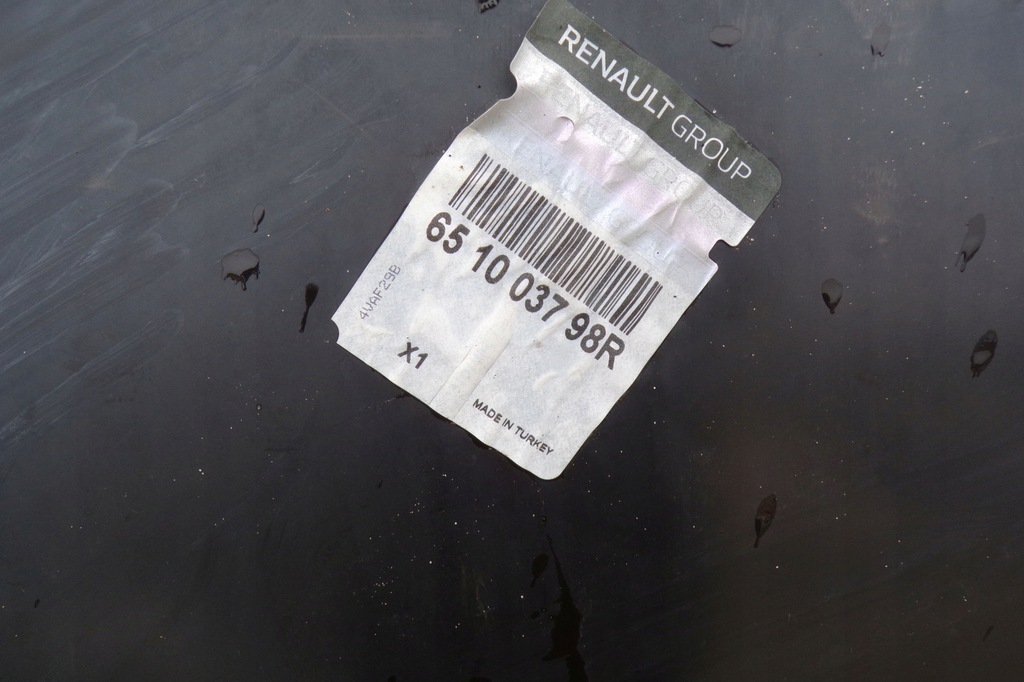 RENAULT GROUP
65 10 037 98R
4VAF29B
X1
MADE IN TURKEY